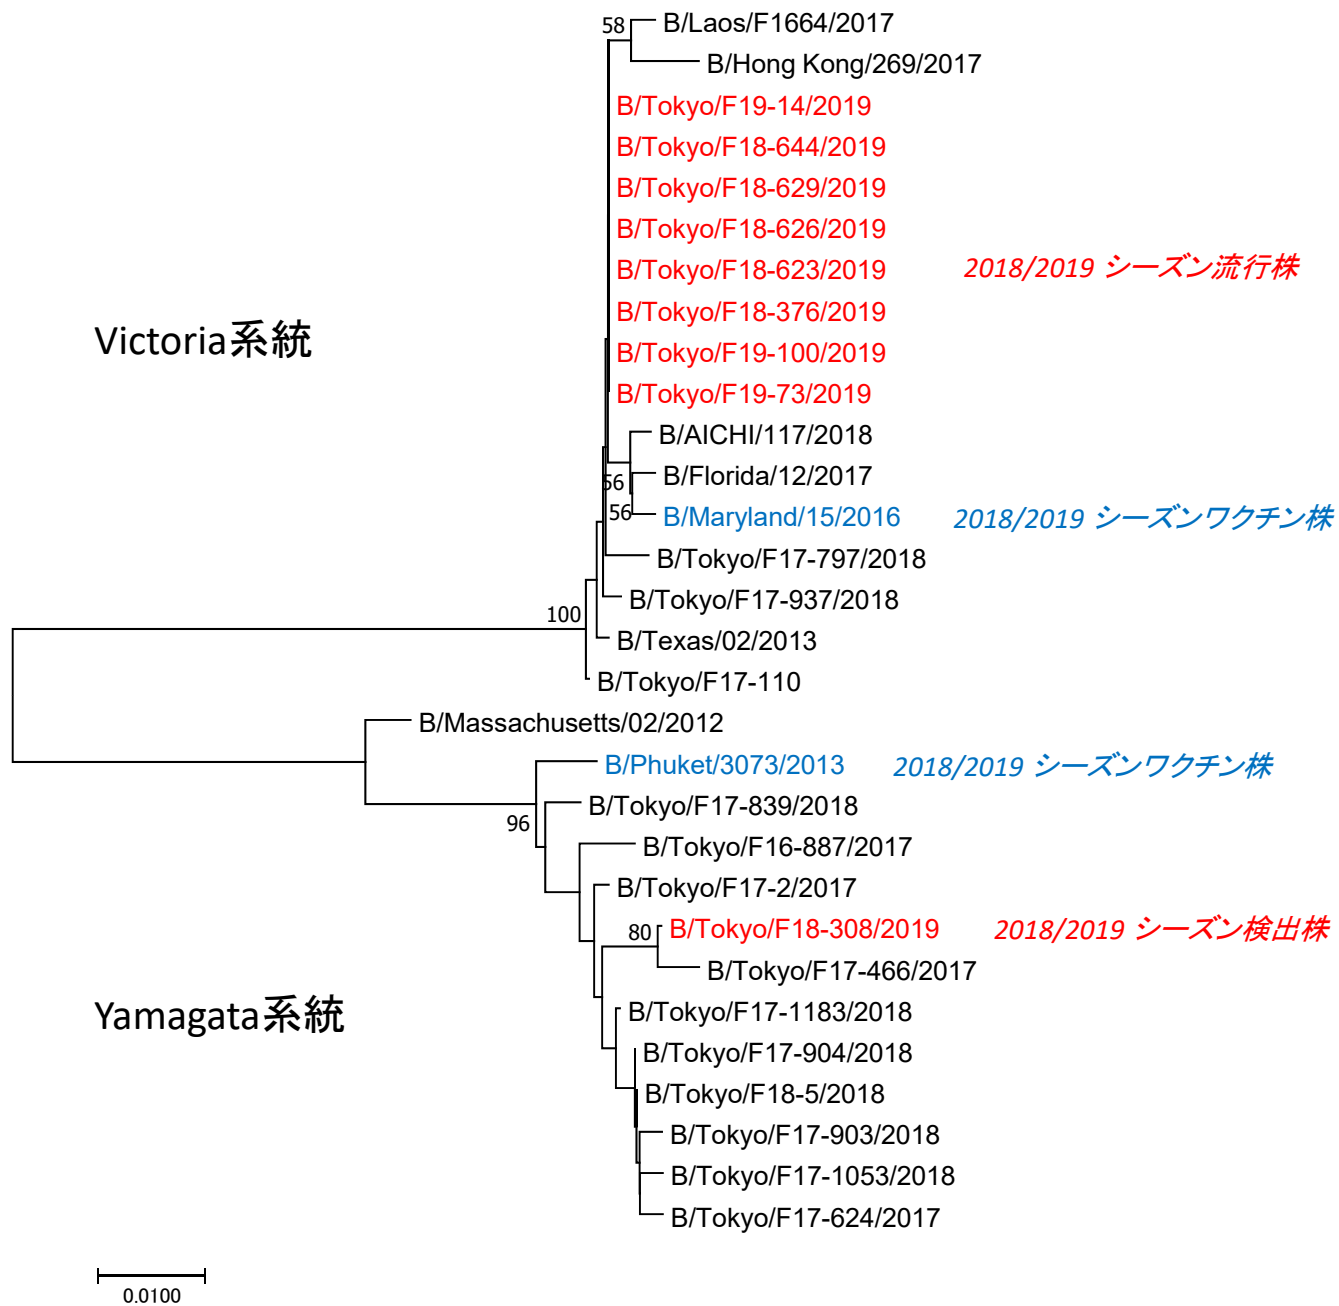 58
B/Laos/F1664/2017
B/Hong Kong/269/2017
B/Tokyo/F19-14/2019
B/Tokyo/F18-644/2019
B/Tokyo/F18-629/2019
B/Tokyo/F18-626/2019
B/Tokyo/F18-623/2019
2018/2019 シーズン流行株
B/Tokyo/F18-376/2019
Victoria系統
B/Tokyo/F19-100/2019
B/Tokyo/F19-73/2019
B/AICHI/117/2018
B/Florida/12/2017
56
56
B/Maryland/15/2016
2018/2019 シーズンワクチン株
B/Tokyo/F17-797/2018
B/Tokyo/F17-937/2018
100
B/Texas/02/2013
B/Tokyo/F17-110
B/Massachusetts/02/2012
B/Phuket/3073/2013
2018/2019 シーズンワクチン株
B/Tokyo/F17-839/2018
96
B/Tokyo/F16-887/2017
B/Tokyo/F17-2/2017
80
B/Tokyo/F18-308/2019
2018/2019 シーズン検出株
B/Tokyo/F17-466/2017
Yamagata系統
B/Tokyo/F17-1183/2018
B/Tokyo/F17-904/2018
B/Tokyo/F18-5/2018
B/Tokyo/F17-903/2018
B/Tokyo/F17-1053/2018
B/Tokyo/F17-624/2017
0.0100